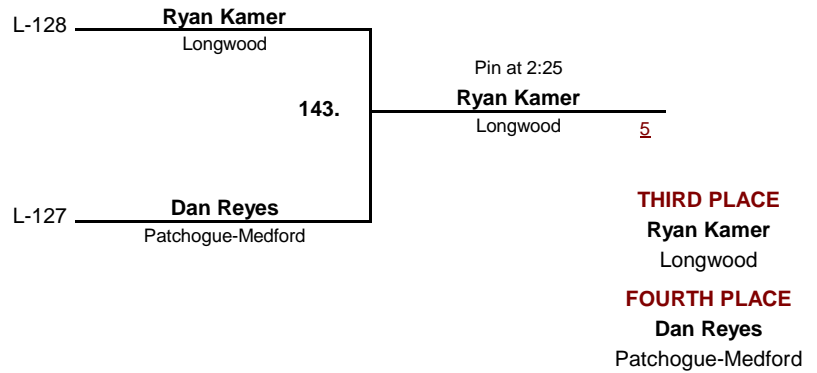 L-128 Ryan Kamer
Longwood
Pin at 2:25
143. Ryan Kamer
Longwood 5
L-127 Dan Reyes
Patchogue-Medford
THIRD PLACE
Ryan Kamer
Longwood
FOURTH PLACE
Dan Reyes
Patchogue-Medford